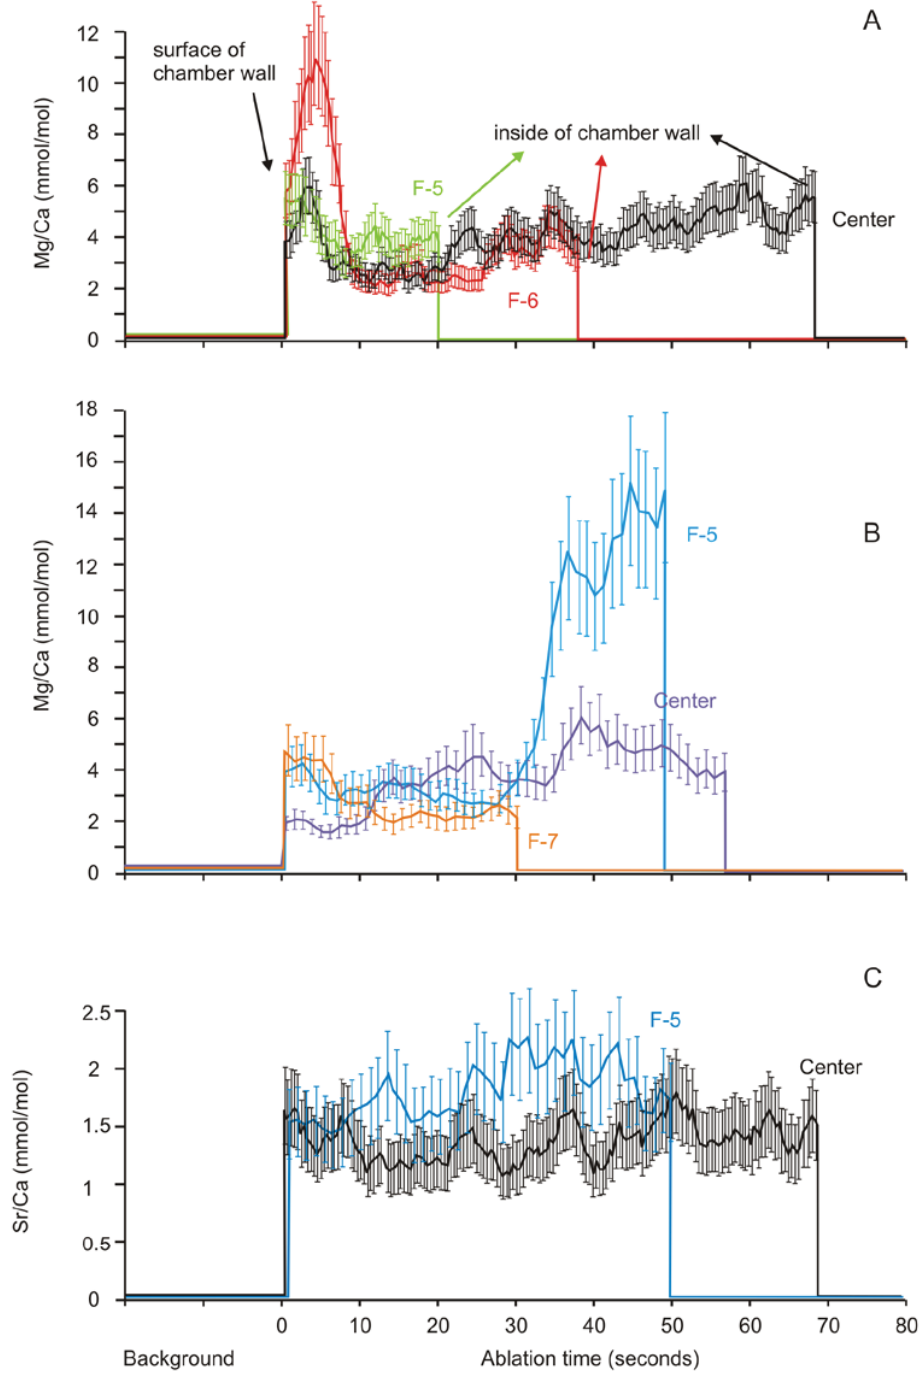 A
12
surface of
chamber wall
10
inside of chamber wall
8
6
F-5
Center
4
2
F-6
0
Mg/Ca (mmol/mol)
18
16
14
B
F-5
12
10
8
Center
6
4
2
F-7
0
Mg/Ca (mmol/mol)
C
2.5
F-5
2
Center
1.5
1
0.5
0
Sr/Ca (mmol/mol)
0 10 20 30 40 50 60 70 80
Background Ablation time (seconds)